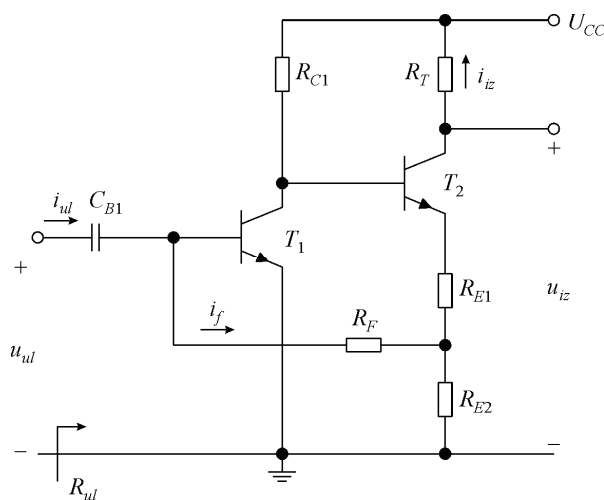 U_CC
R_C1
R_T
i_iz
T_2
i_ul
C_B1
T_1
+
+
R_E1
u_iz
i_f
R_F
u_ul
R_E2
−
−
R_ul